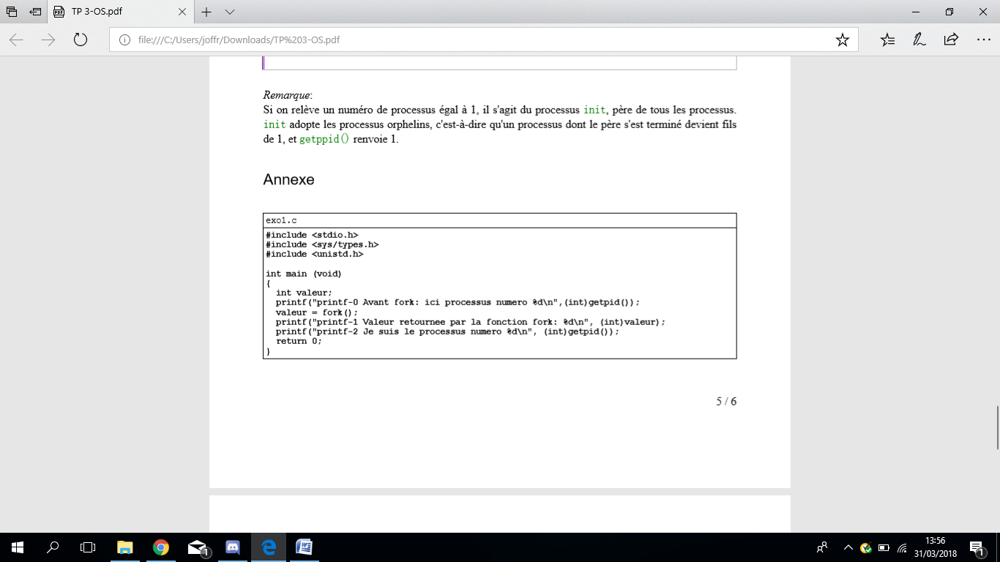 TP 3-OS.pdf
file:///C:/Users/joffr/Downloads/TP%203-OS.pdf
Remarque:
Si on relève un numéro de processus égal à 1, il s'agit du processus init, père de tous les processus.
init adopte les processus orphelins, c'est-à-dire qu'un processus dont le père s'est terminé devient fils
de 1, et getppid() renvoie 1.
Annexe
exo1.c
#include <stdio.h>
#include <sys/types.h>
#include <unistd.h>
int main (void)
{
int valeur;
printf("printf-0 Avant fork: ici processus numero %d\n",(int)getpid());
valeur = fork();
printf("printf-1 Valeur retournee par la fonction fork: %d\n", (int)valeur);
printf("printf-2 Je suis le processus numero %d\n", (int)getpid());
return 0;
}
5 / 6
13:56
31/03/2018